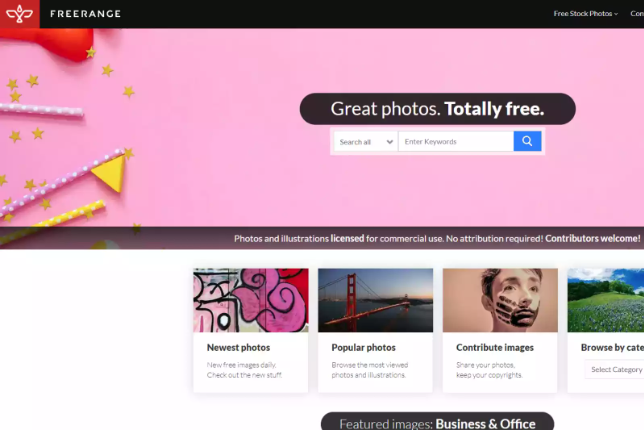 FREERANGE
Free Stock Photos
Great photos. Totally free.
Search all
Enter Keywords
Photos and illustrations licensed for commercial use. No attribution required! Contributors welcome!
Newest photos
New free images daily.
Check out the new stuff.
Popular photos
Browse the most viewed
photos and illustrations.
Contribute images
Share your photos,
keep your copyrights.
Browse by cate
Select Category
Featured images: Business & Office